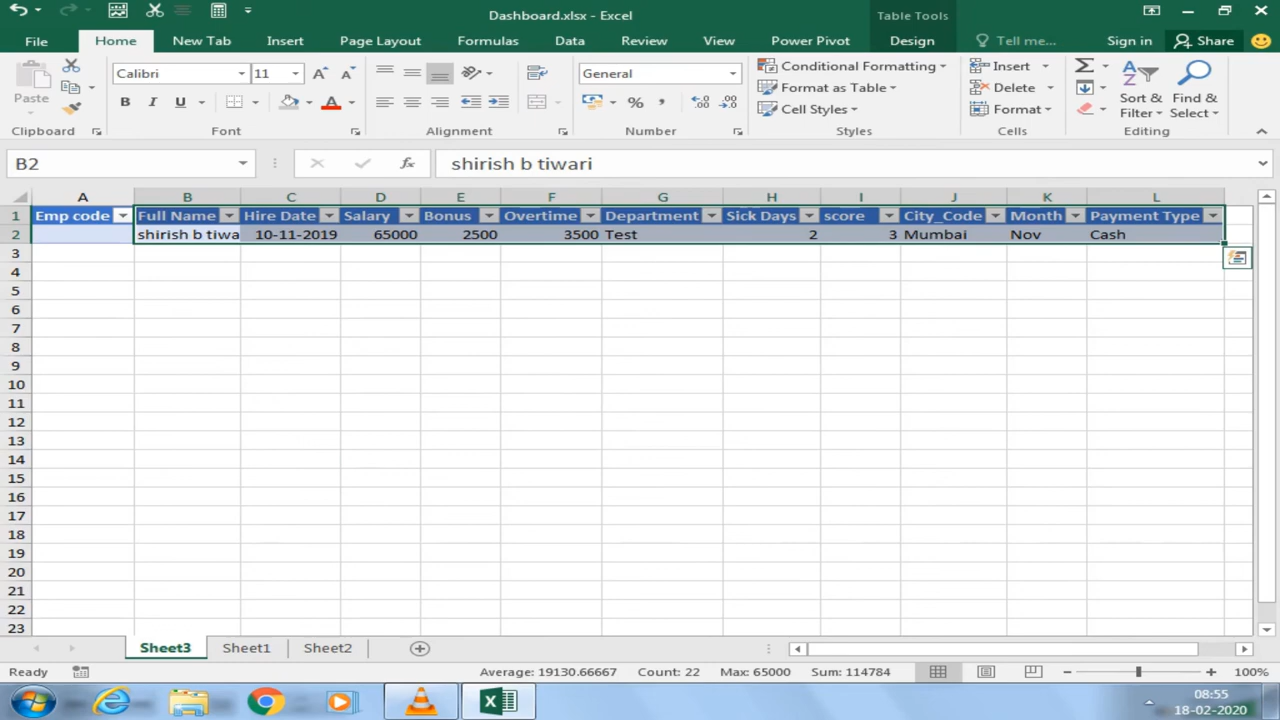 Dashboard.xlsx - Excel
Table Tools
File Home New Tab Insert Page Layout Formulas Data Review View Power Pivot Design Tell me... Sign in Share
Calibri 11 General Conditional Formatting Insert
Paste Format as Table Delete Sort & Find &
B I U A % , Cell Styles Format Filter Select
Clipboard Font Alignment Number Styles Cells Editing
B2 fx shirish b tiwari
A B C D E F G H I J K L
1 Emp code Full Name Hire Date Salary Bonus Overtime Department Sick Days score City_Code Month Payment Type
2 shirish b tiwa 10-11-2019 65000 2500 3500 Test 2 3 Mumbai Nov Cash
3
4
5
6
7
8
9
10
11
12
13
14
15
16
17
18
19
20
21
22
23
Sheet3 Sheet1 Sheet2
Ready Average: 19130.66667 Count: 22 Max: 65000 Sum: 114784 100%
08:55
18-02-2020